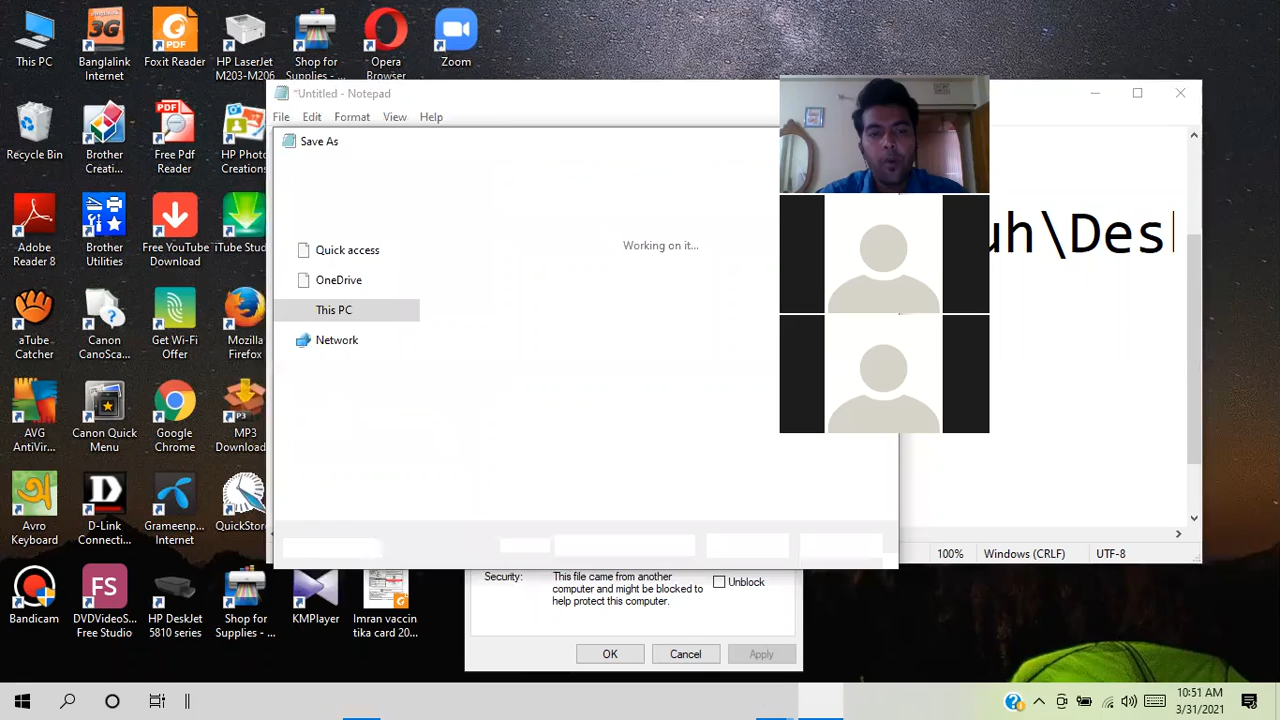 This PC
Banglalink
Internet
Foxit Reader
HP LaserJet
M203-M206
Shop for
Supplies - ...
Opera
Browser
Zoom
Recycle Bin
Brother
Creati...
Free Pdf
Reader
HP Photo
Creations
Adobe
Reader 8
Brother
Utilities
Free YouTube
Download
iTube Studio
aTube
Catcher
Canon
CanoSca...
Get Wi-Fi
Offer
Mozilla
Firefox
AVG
AntiVir...
Canon Quick
Menu
Google
Chrome
MP3
Download...
Avro
Keyboard
D-Link
Connecti...
Grameenp...
Internet
Bandicam
DVDVideoS...
Free Studio
HP DeskJet
5810 series
Shop for
Supplies - ...
KMPlayer
Imran vaccin
tika card 20...
*Untitled - Notepad
File Edit Format View Help
Save As
Quick access
OneDrive
This PC
Network
Working on it...
uh\Desk
100% Windows (CRLF) UTF-8
Security: This file came from another
computer and might be blocked to
help protect this computer.
Unblock
OK Cancel Apply
10:51 AM
3/31/2021